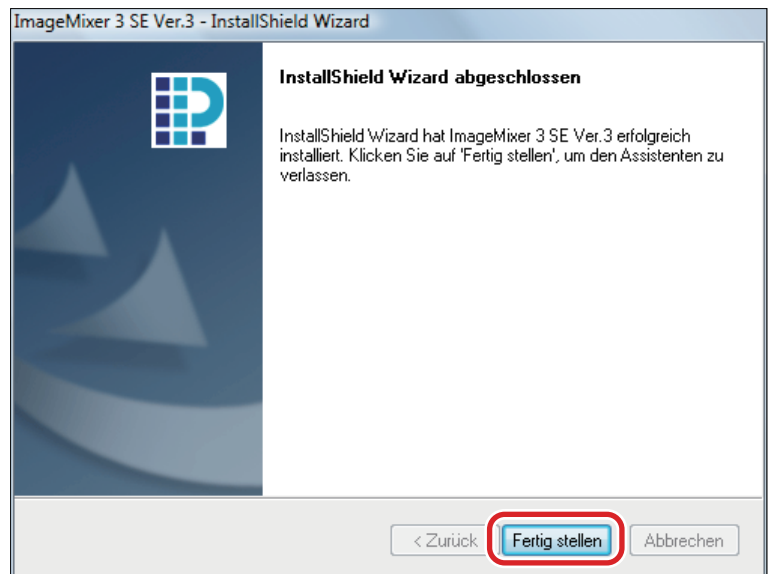 ImageMixer 3 SE Ver.3 - InstallShield Wizard
InstallShield Wizard abgeschlossen
InstallShield Wizard hat ImageMixer 3 SE Ver.3 erfolgreich
installiert. Klicken Sie auf 'Fertig stellen', um den Assistenten zu
verlassen.
< Zurück Fertig stellen Abbrechen